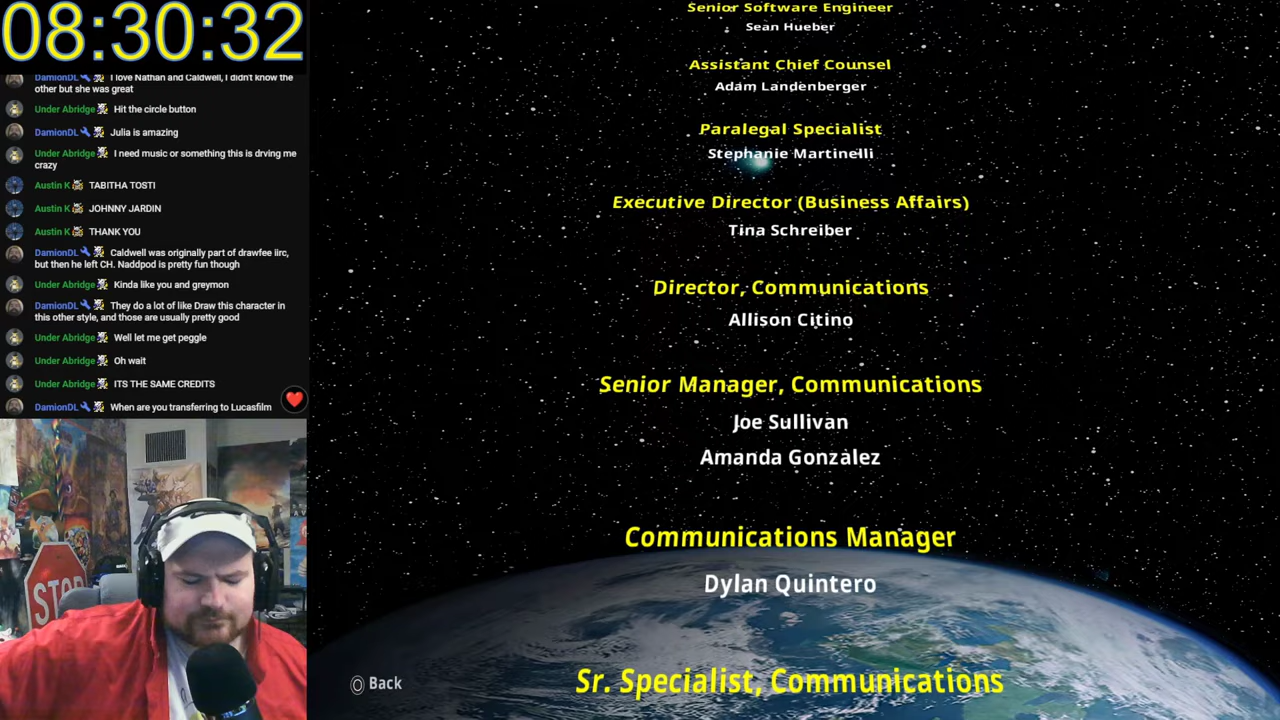 08:30:32
DamionDL I love Nathan and Caldwell, I didn't know the
other but she was great
Under Abridge Hit the circle button
DamionDL Julia is amazing
Under Abridge I need music or something this is drving me
crazy
Austin K TABITHA TOSTI
Austin K JOHNNY JARDIN
Austin K THANK YOU
DamionDL Caldwell was originally part of drawfee iirc,
but then he left CH. Naddpod is pretty fun though
Under Abridge Kinda like you and greymon
DamionDL They do a lot of like Draw this character in
this other style, and those are usually pretty good
Under Abridge Well let me get peggle
Under Abridge Oh wait
Under Abridge ITS THE SAME CREDITS
DamionDL When are you transferring to Lucasfilm
STOP
Senior Software Engineer
Sean Hueber
Assistant Chief Counsel
Adam Landenberger
Paralegal Specialist
Stephanie Martinelli
Executive Director (Business Affairs)
Tina Schreiber
Director, Communications
Allison Citino
Senior Manager, Communications
Joe Sullivan
Amanda Gonzalez
Communications Manager
Dylan Quintero
Sr. Specialist, Communications
Back